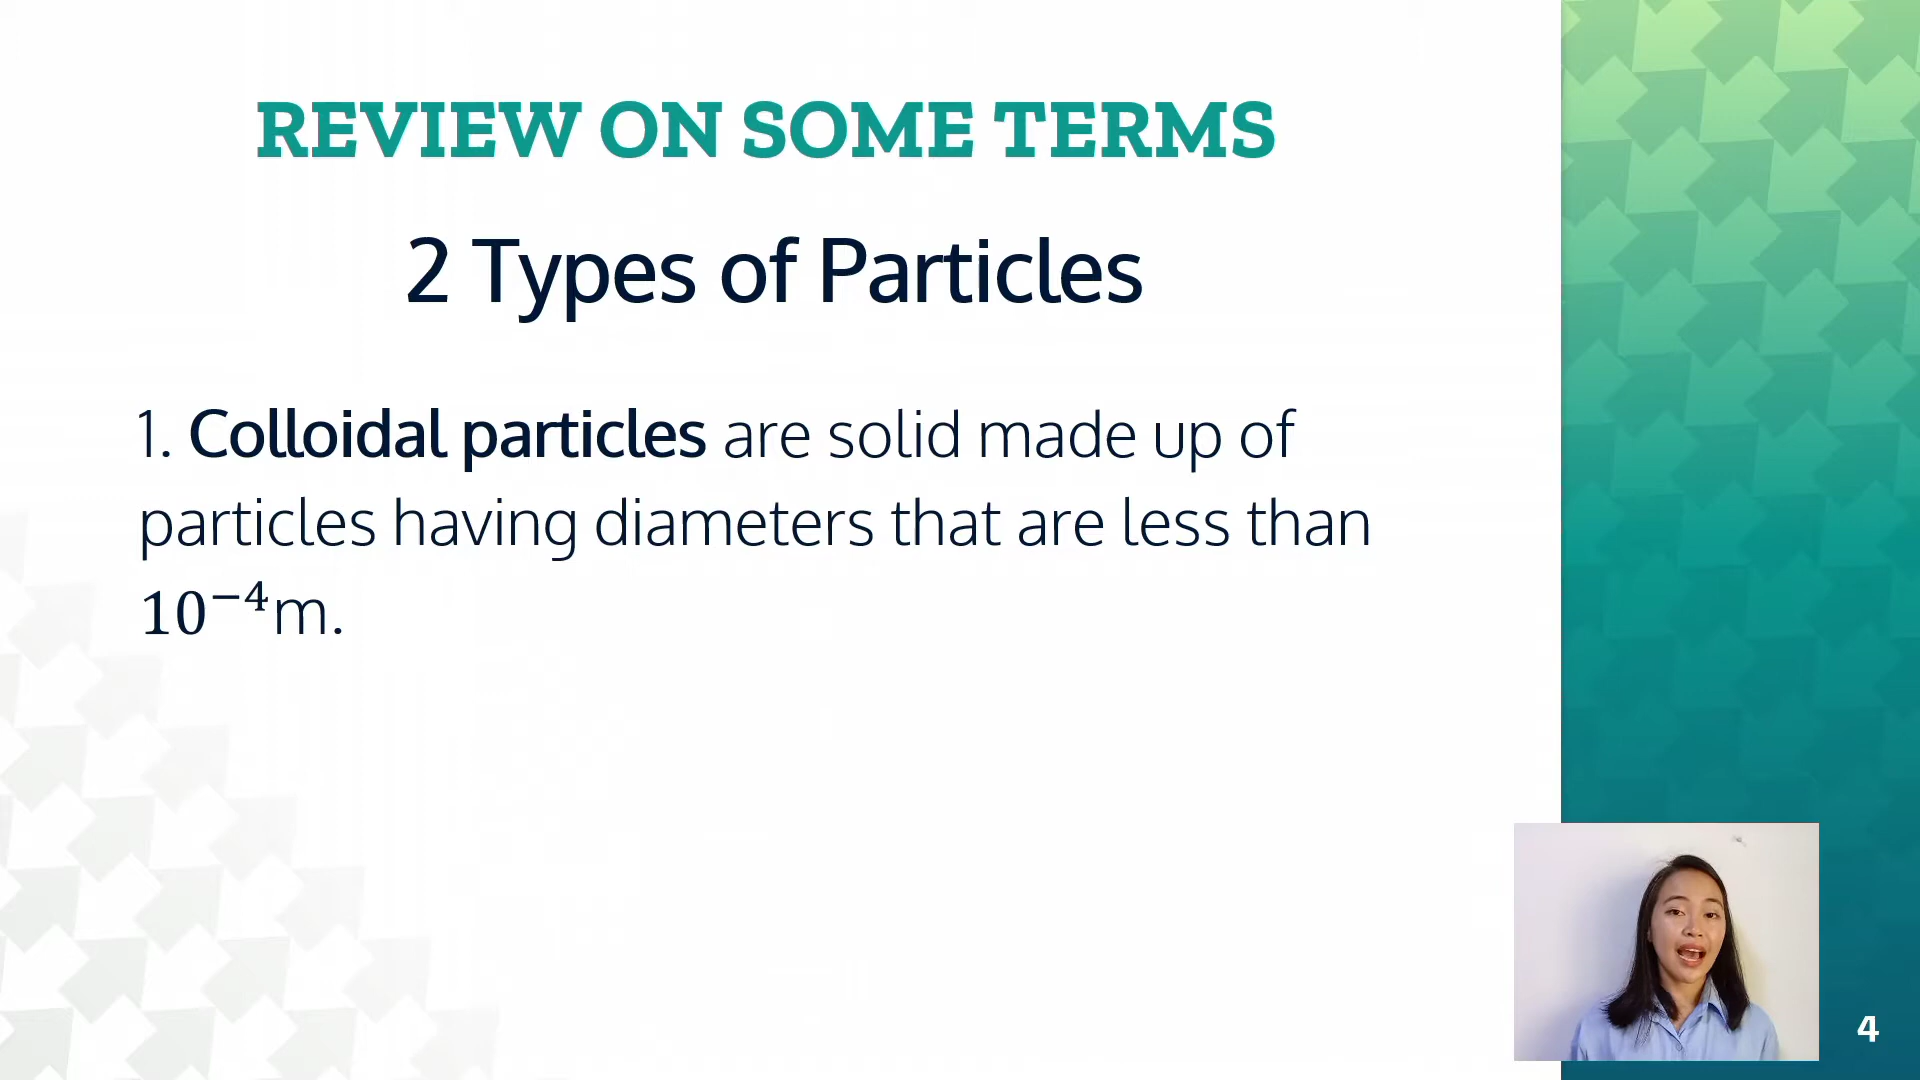 REVIEW ON SOME TERMS
2 Types of Particles
1. Colloidal particles are solid made up of
particles having diameters that are less than
10⁻⁴m.
4